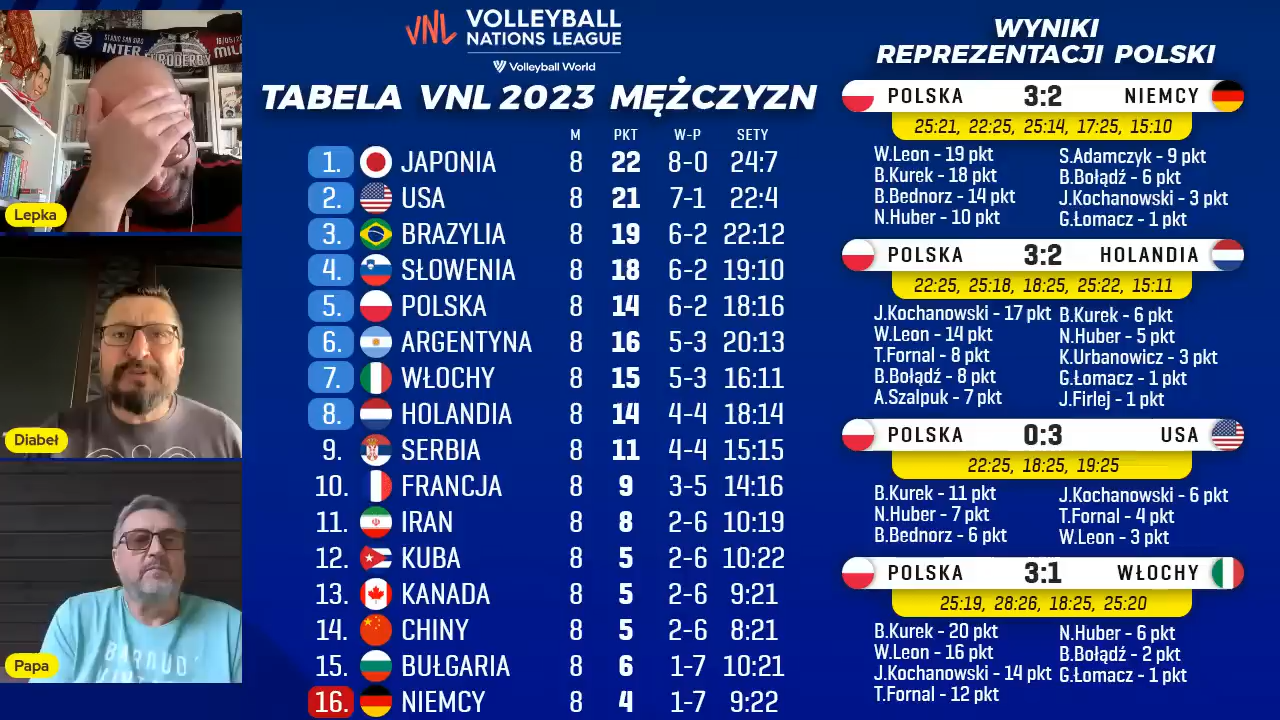 STADIO SAN SIRO
INTER
EURODERBY
MILA
Lepka
Diabeł
Papa
VNL VOLLEYBALL
NATIONS LEAGUE
Volleyball World
TABELA VNL 2023 MĘŻCZYZN
M PKT W-P SETY
1. JAPONIA 8 22 8-0 24:7
2. USA 8 21 7-1 22:4
3. BRAZYLIA 8 19 6-2 22:12
4. SŁOWENIA 8 18 6-2 19:10
5. POLSKA 8 14 6-2 18:16
6. ARGENTYNA 8 16 5-3 20:13
7. WŁOCHY 8 15 5-3 16:11
8. HOLANDIA 8 14 4-4 18:14
9. SERBIA 8 11 4-4 15:15
10. FRANCJA 8 9 3-5 14:16
11. IRAN 8 8 2-6 10:19
12. KUBA 8 5 2-6 10:22
13. KANADA 8 5 2-6 9:21
14. CHINY 8 5 2-6 8:21
15. BUŁGARIA 8 6 1-7 10:21
16. NIEMCY 8 4 1-7 9:22
WYNIKI
REPREZENTACJI POLSKI
POLSKA 3:2 NIEMCY
25:21, 22:25, 25:14, 17:25, 15:10
W.Leon - 19 pkt
B.Kurek - 18 pkt
B.Bednorz - 14 pkt
N.Huber - 10 pkt
S.Adamczyk - 9 pkt
B.Bołądź - 6 pkt
J.Kochanowski - 3 pkt
G.Łomacz - 1 pkt
POLSKA 3:2 HOLANDIA
22:25, 25:18, 18:25, 25:22, 15:11
J.Kochanowski - 17 pkt
W.Leon - 14 pkt
T.Fornal - 8 pkt
B.Bołądź - 8 pkt
A.Szalpuk - 7 pkt
B.Kurek - 6 pkt
N.Huber - 5 pkt
K.Urbanowicz - 3 pkt
G.Łomacz - 1 pkt
J.Firlej - 1 pkt
POLSKA 0:3 USA
22:25, 18:25, 19:25
B.Kurek - 11 pkt
N.Huber - 7 pkt
B.Bednorz - 6 pkt
J.Kochanowski - 6 pkt
T.Fornal - 4 pkt
W.Leon - 3 pkt
POLSKA 3:1 WŁOCHY
25:19, 28:26, 18:25, 25:20
B.Kurek - 20 pkt
W.Leon - 16 pkt
J.Kochanowski - 14 pkt
T.Fornal - 12 pkt
N.Huber - 6 pkt
B.Bołądź - 2 pkt
G.Łomacz - 1 pkt